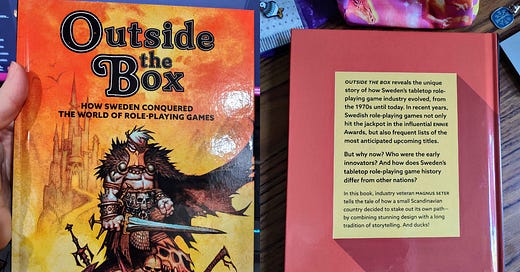 Outside
the
Box
HOW SWEDEN CONQUERED
THE WORLD OF ROLE-PLAYING GAMES
OUTSIDE THE BOX reveals the unique
story of how Sweden's tabletop role-
playing game industry evolved, from
the 1970s until today. In recent years,
Swedish role-playing games not only
hit the jackpot in the influential ENNIE
Awards, but also frequent lists of the
most anticipated upcoming titles.
But why now? Who were the early
innovators? And how does Sweden's
tabletop role-playing game history
differ from other nations?
In this book, industry veteran MAGNUS SETER
tells the tale of how a small Scandinavian
country decided to stake out its own path–
by combining stunning design with a long
tradition of storytelling. And ducks!